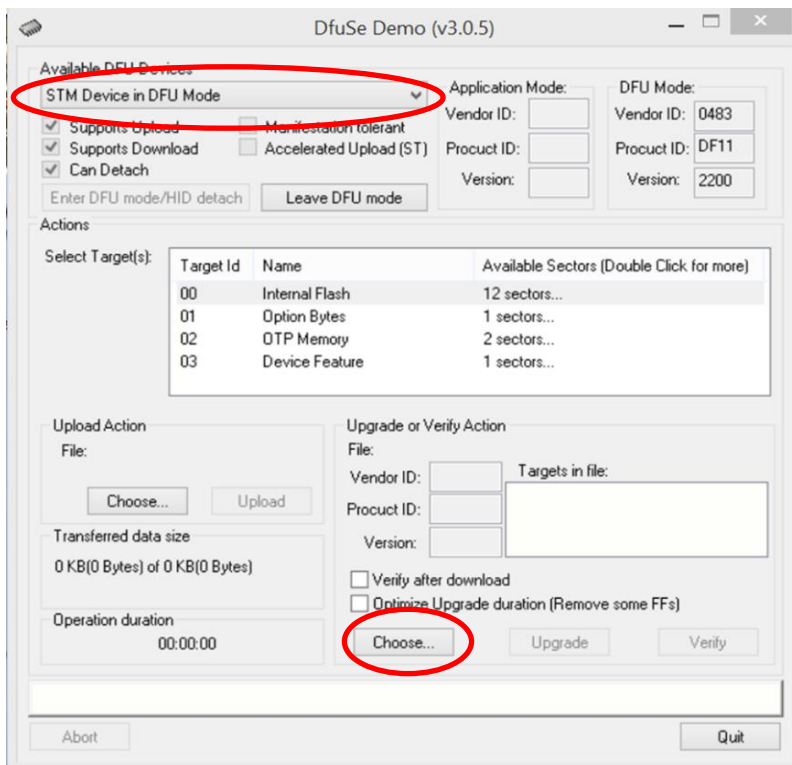 DfuSe Demo (v3.0.5)
Available DFU Devices
STM Device in DFU Mode
Supports Upload
Manifestation tolerant
Supports Download
Accelerated Upload (ST)
Can Detach
Enter DFU mode/HID detach
Leave DFU mode
Application Mode:
Vendor ID:
Procuct ID:
Version:
DFU Mode:
Vendor ID: 0483
Procuct ID: DF11
Version: 2200
Actions
Select Target(s):
Target Id Name Available Sectors (Double Click for more)
00 Internal Flash 12 sectors...
01 Option Bytes 1 sectors...
02 OTP Memory 2 sectors...
03 Device Feature 1 sectors...
Upload Action
File:
Choose... Upload
Transferred data size
0 KB(0 Bytes) of 0 KB(0 Bytes)
Operation duration
00:00:00
Upgrade or Verify Action
File:
Vendor ID:
Procuct ID:
Version:
Targets in file:
Verify after download
Optimize Upgrade duration (Remove some FFs)
Choose... Upgrade Verify
Abort Quit